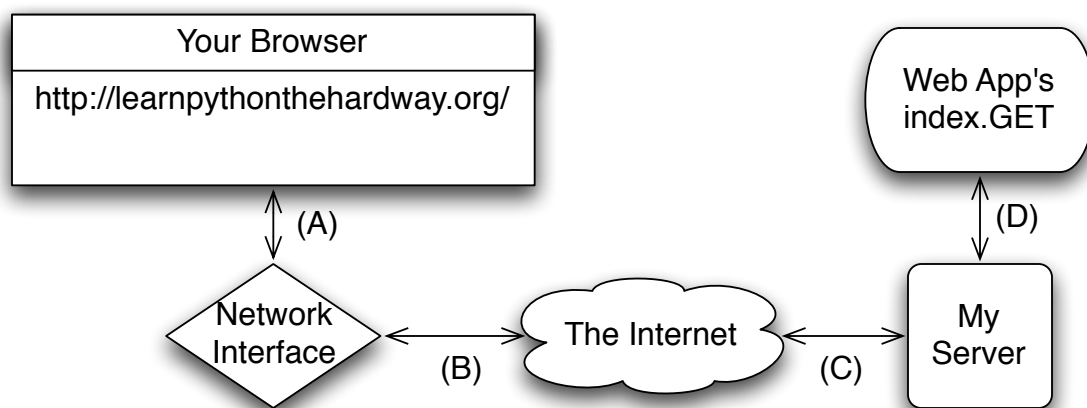 Your Browser
http://learnpythonthehardway.org/
Web App's
index.GET
(A)
(D)
Network
Interface
(B)
The Internet
(C)
My
Server